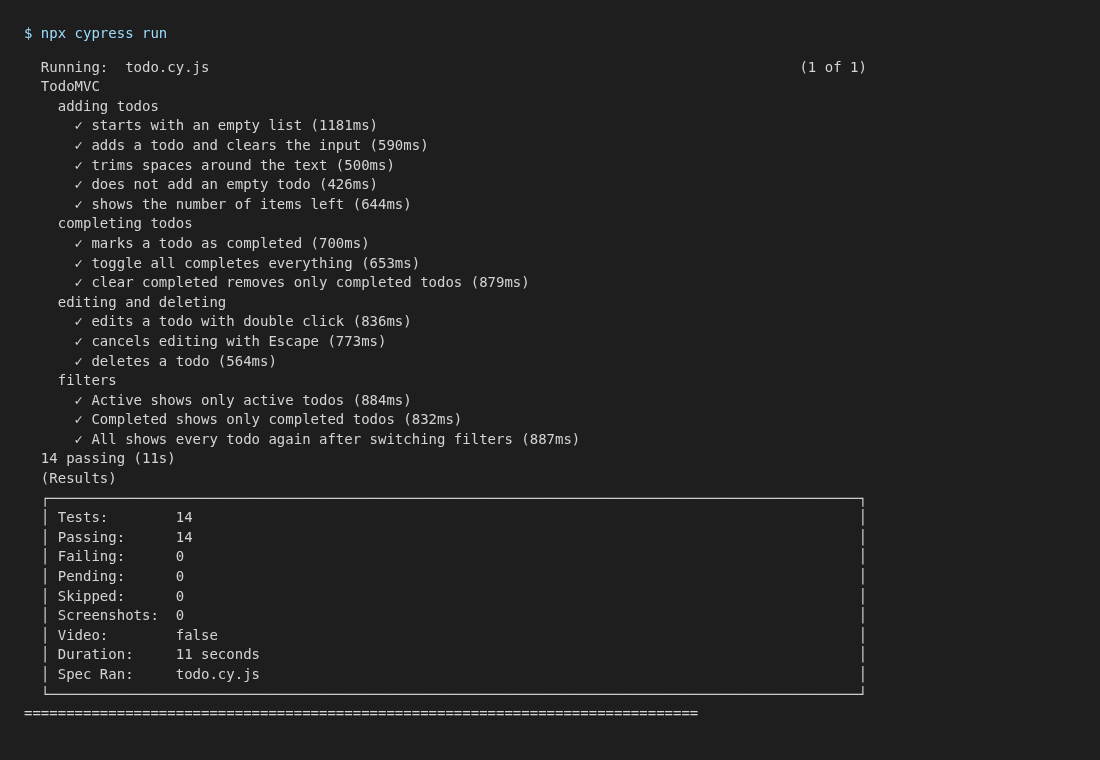 $ npx cypress run
Running:  todo.cy.js (1 of 1)
TodoMVC
adding todos
✓ starts with an empty list (1181ms)
✓ adds a todo and clears the input (590ms)
✓ trims spaces around the text (500ms)
✓ does not add an empty todo (426ms)
✓ shows the number of items left (644ms)
completing todos
✓ marks a todo as completed (700ms)
✓ toggle all completes everything (653ms)
✓ clear completed removes only completed todos (879ms)
editing and deleting
✓ edits a todo with double click (836ms)
✓ cancels editing with Escape (773ms)
✓ deletes a todo (564ms)
filters
✓ Active shows only active todos (884ms)
✓ Completed shows only completed todos (832ms)
✓ All shows every todo again after switching filters (887ms)
14 passing (11s)
(Results)
Tests: 14
Passing: 14
Failing: 0
Pending: 0
Skipped: 0
Screenshots: 0
Video: false
Duration: 11 seconds
Spec Ran: todo.cy.js
================================================================================